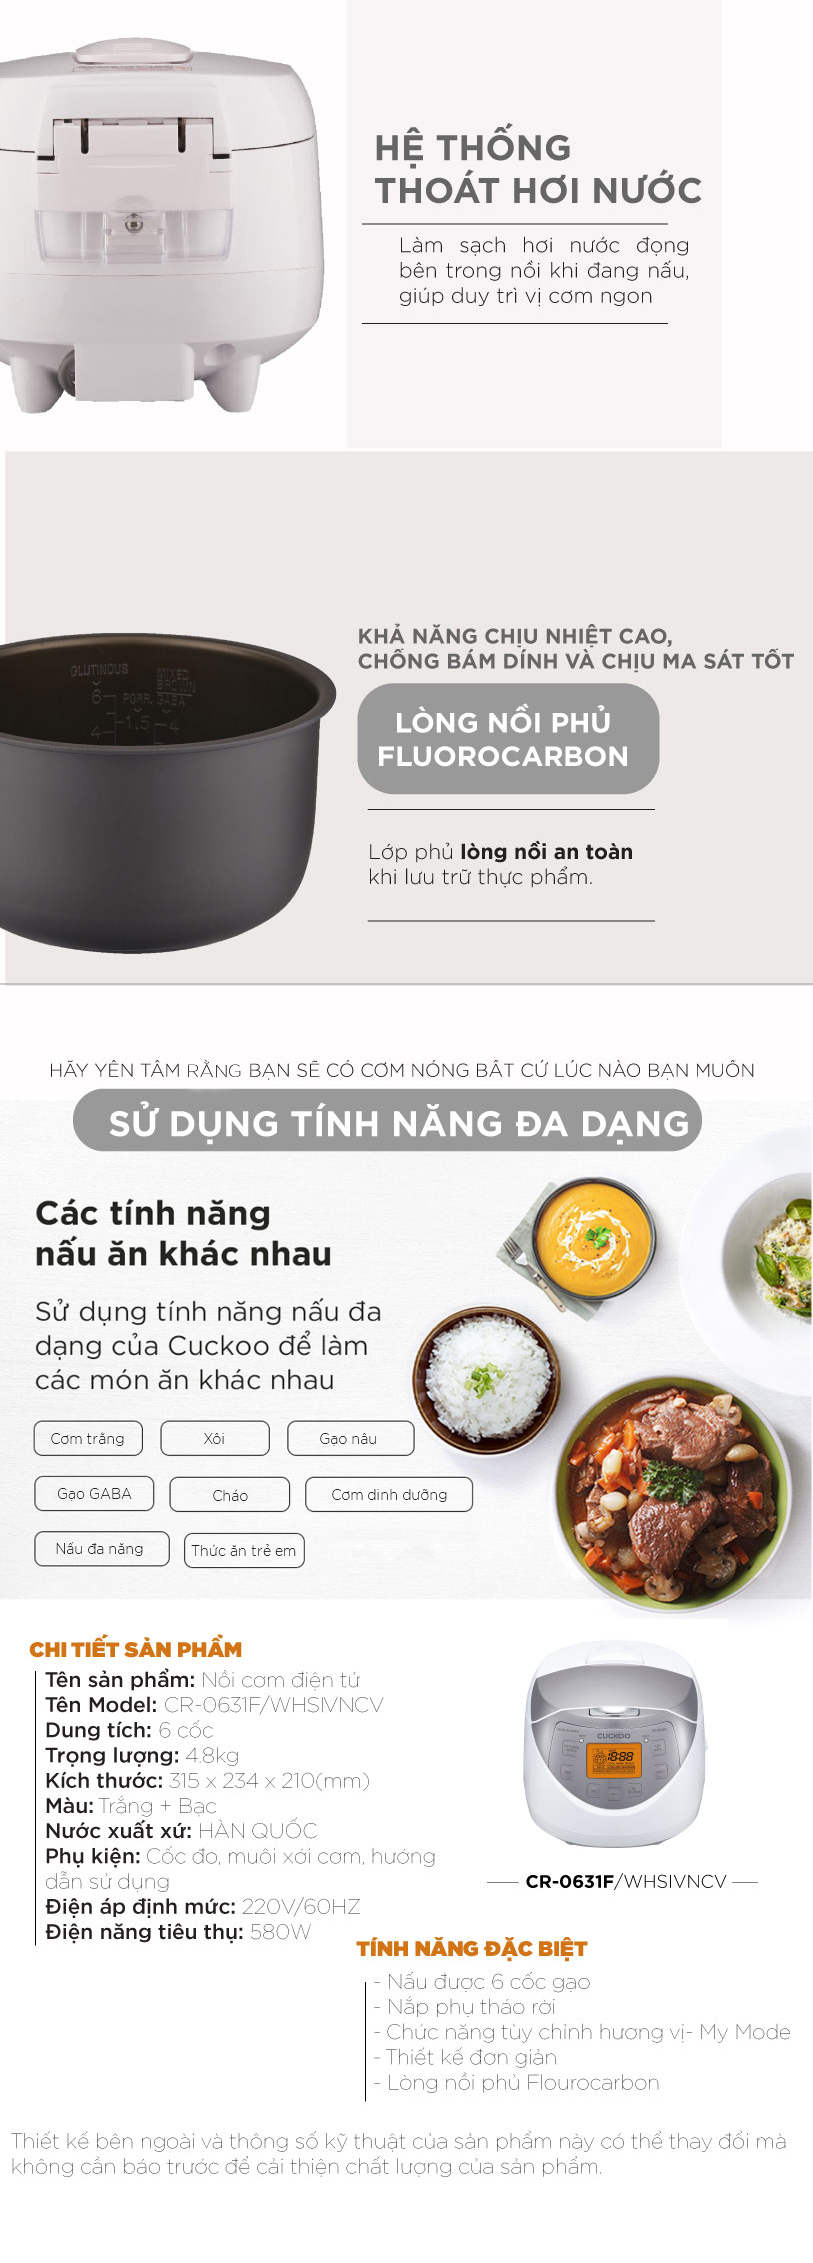 HỆ THỐNG
THOÁT HƠI NƯỚC
Làm sạch hơi nước đọng
bên trong nồi khi đang nấu,
giúp duy trì vị cơm ngon
KHẢ NĂNG CHỊU NHIỆT CAO,
CHỐNG BÁM DÍNH VÀ CHỊU MA SÁT TỐT
GLUTINOUS
MIXED
BROWN
GABA
PORR.
6
1.5
4
4
LÒNG NỒI PHỦ
FLUOROCARBON
Lớp phủ lòng nồi an toàn
khi lưu trữ thực phẩm.
HÃY YÊN TÂM RẰNG BẠN SẼ CÓ CƠM NÓNG BẤT CỨ LÚC NÀO BẠN MUỐN
SỬ DỤNG TÍNH NĂNG ĐA DẠNG
Các tính năng
nấu ăn khác nhau
Sử dụng tính năng nấu đa
dạng của Cuckoo để làm
các món ăn khác nhau
Cơm trắng
Xôi
Gạo nâu
Gạo GABA
Cháo
Cơm dinh dưỡng
Nấu đa năng
Thức ăn trẻ em
CHI TIẾT SẢN PHẨM
Tên sản phẩm: Nồi cơm điện tử
Tên Model: CR-0631F/WHSIVNCV
Dung tích: 6 cốc
Trọng lượng: 4.8kg
Kích thước: 315 x 234 x 210(mm)
Màu: Trắng + Bạc
Nước xuất xứ: HÀN QUỐC
Phụ kiện: Cốc đo, muôi xới cơm, hướng
dẫn sử dụng
Điện áp định mức: 220V/60HZ
Điện năng tiêu thụ: 580W
CUCKOO
18:88
CR-0631F/WHSIVNCV
TÍNH NĂNG ĐẶC BIỆT
- Nấu được 6 cốc gạo
- Nắp phụ tháo rời
- Chức năng tùy chỉnh hương vị- My Mode
- Thiết kế đơn giản
- Lòng nồi phủ Flourocarbon
Thiết kế bên ngoài và thông số kỹ thuật của sản phẩm này có thể thay đổi mà
không cần báo trước để cải thiện chất lượng của sản phẩm.